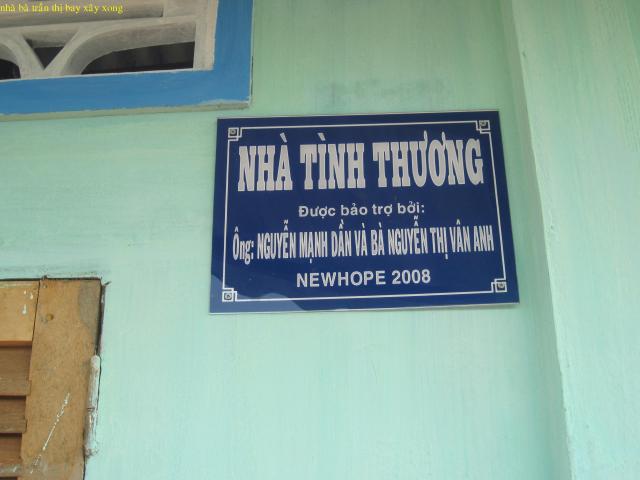 nhà bà trần thị bay xây xong
NHÀ TÌNH THƯƠNG
Được bảo trợ bởi:
Ông: NGUYỄN MẠNH DẦN VÀ BÀ NGUYỄN THỊ VÂN ANH
NEWHOPE 2008